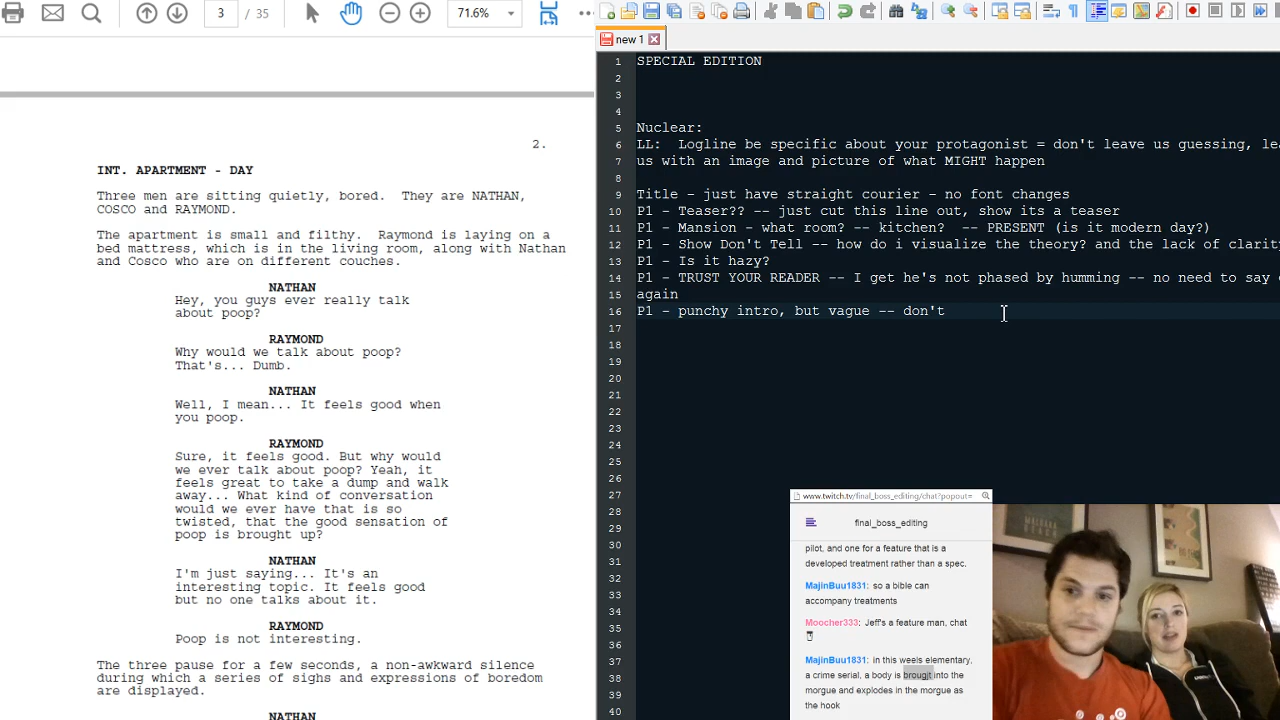 3 / 35
71.6%
2.
INT. APARTMENT - DAY
Three men are sitting quietly, bored. They are NATHAN,
COSCO and RAYMOND.
The apartment is small and filthy. Raymond is laying on a
bed mattress, which is in the living room, along with Nathan
and Cosco who are on different couches.
NATHAN
Hey, you guys ever really talk
about poop?
RAYMOND
Why would we talk about poop?
That's... Dumb.
NATHAN
Well, I mean... It feels good when
you poop.
RAYMOND
Sure, it feels good. But why would
we ever talk about poop? Yeah, it
feels great to take a dump and walk
away... What kind of conversation
would we ever have that is so
twisted, that the good sensation of
poop is brought up?
NATHAN
I'm just saying... It's an
interesting topic. It feels good
but no one talks about it.
RAYMOND
Poop is not interesting.
The three pause for a few seconds, a non-awkward silence
during which a series of sighs and expressions of boredom
are displayed.
NATHAN
new 1
1 SPECIAL EDITION
2
3
4
5 Nuclear:
6 LL: Logline be specific about your protagonist = don't leave us guessing, lea
7 us with an image and picture of what MIGHT happen
8
9 Title - just have straight courier - no font changes
10 P1 - Teaser?? -- just cut this line out, show its a teaser
11 P1 - Mansion - what room? -- kitchen? -- PRESENT (is it modern day?)
12 P1 - Show Don't Tell -- how do i visualize the theory? and the lack of clarit
13 P1 - Is it hazy?
14 P1 - TRUST YOUR READER -- I get he's not phased by humming -- no need to say
15 again
16 P1 - punchy intro, but vague -- don't
17
18
19
20
21
22
23
24
25
26
27
28
29
30
31
32
33
34
35
36
37
38
39
40
www.twitch.tv/final_boss_editing/chat?popout=
final_boss_editing
pilot, and one for a feature that is a
developed treatment rather than a spec.
MajinBuu1831: so a bible can
accompany treatments
Moocher333: Jeff's a feature man, chat
MajinBuu1831: in this weels elementary,
a crime serial, a body is brougjt into the
morgue and explodes in the morgue as
the hook